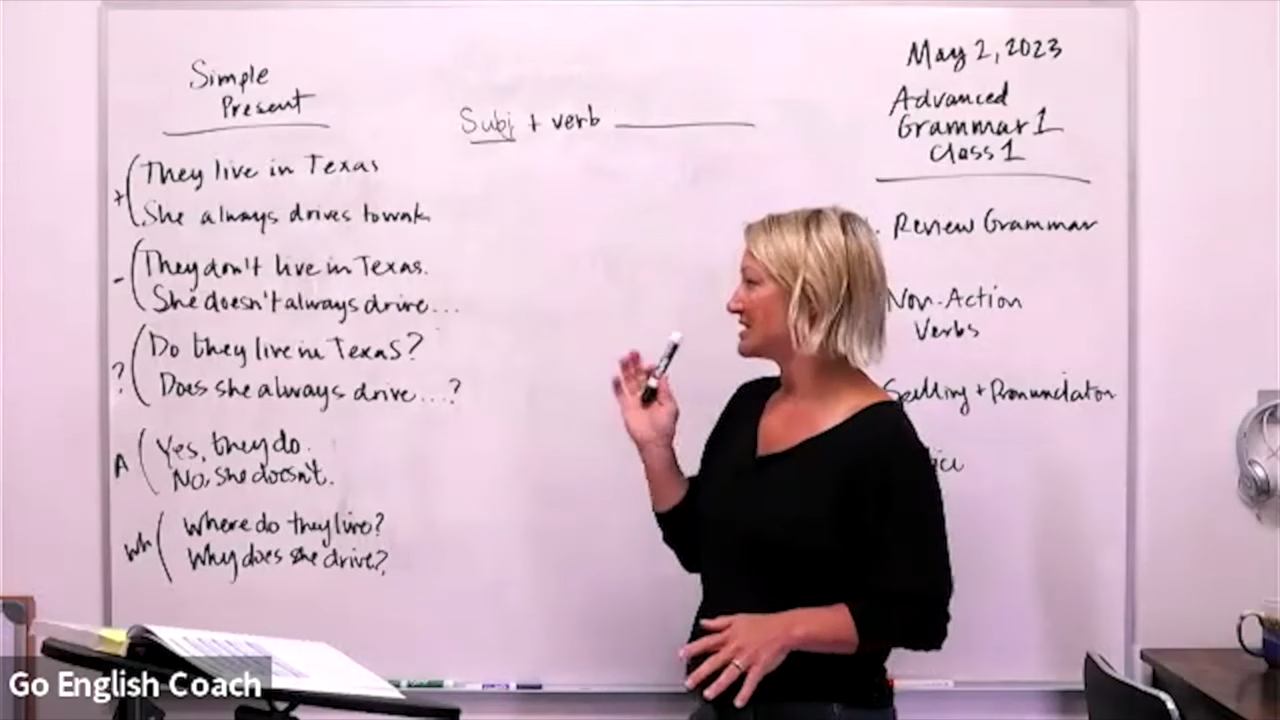 Simple
Present
+ (They live in Texas
She always drives to work
- (They don't live in Texas.
She doesn't always drive...
? (Do they live in Texas?
Does she always drive...?
A (Yes, they do.
No, she doesn't.
Wh (Where do they live?
Why does she drive?
Subj + verb ________
May 2, 2023
Advanced
Grammar 1
Class 1
Review Grammar
Non-Action
Verbs
Spelling + Pronunciation
Go English Coach